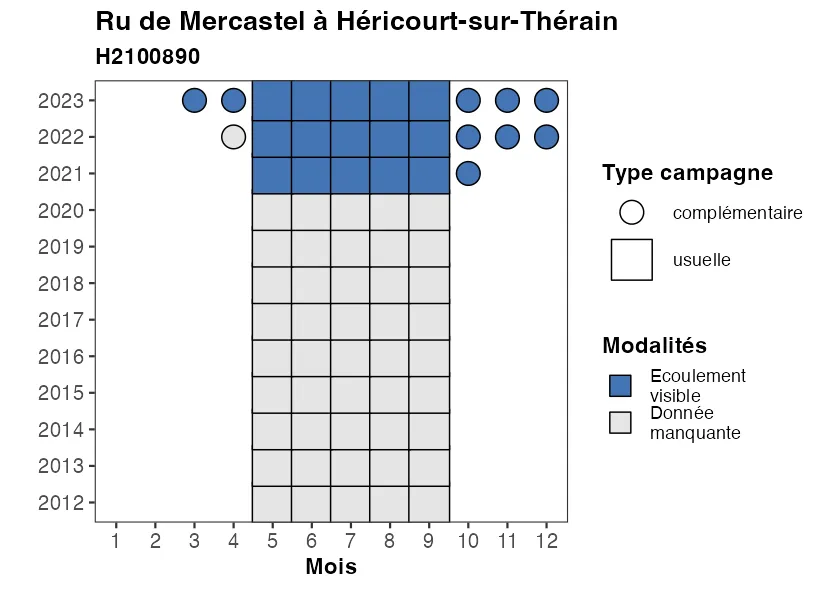 Ru de Mercastel à Héricourt-sur-Thérain
H2100890
2023
2022
2021
2020
2019
2018
2017
2016
2015
2014
2013
2012
1 2 3 4 5 6 7 8 9 10 11 12
Mois
Type campagne
complémentaire
usuelle
Modalités
Ecoulement
visible
Donnée
manquante